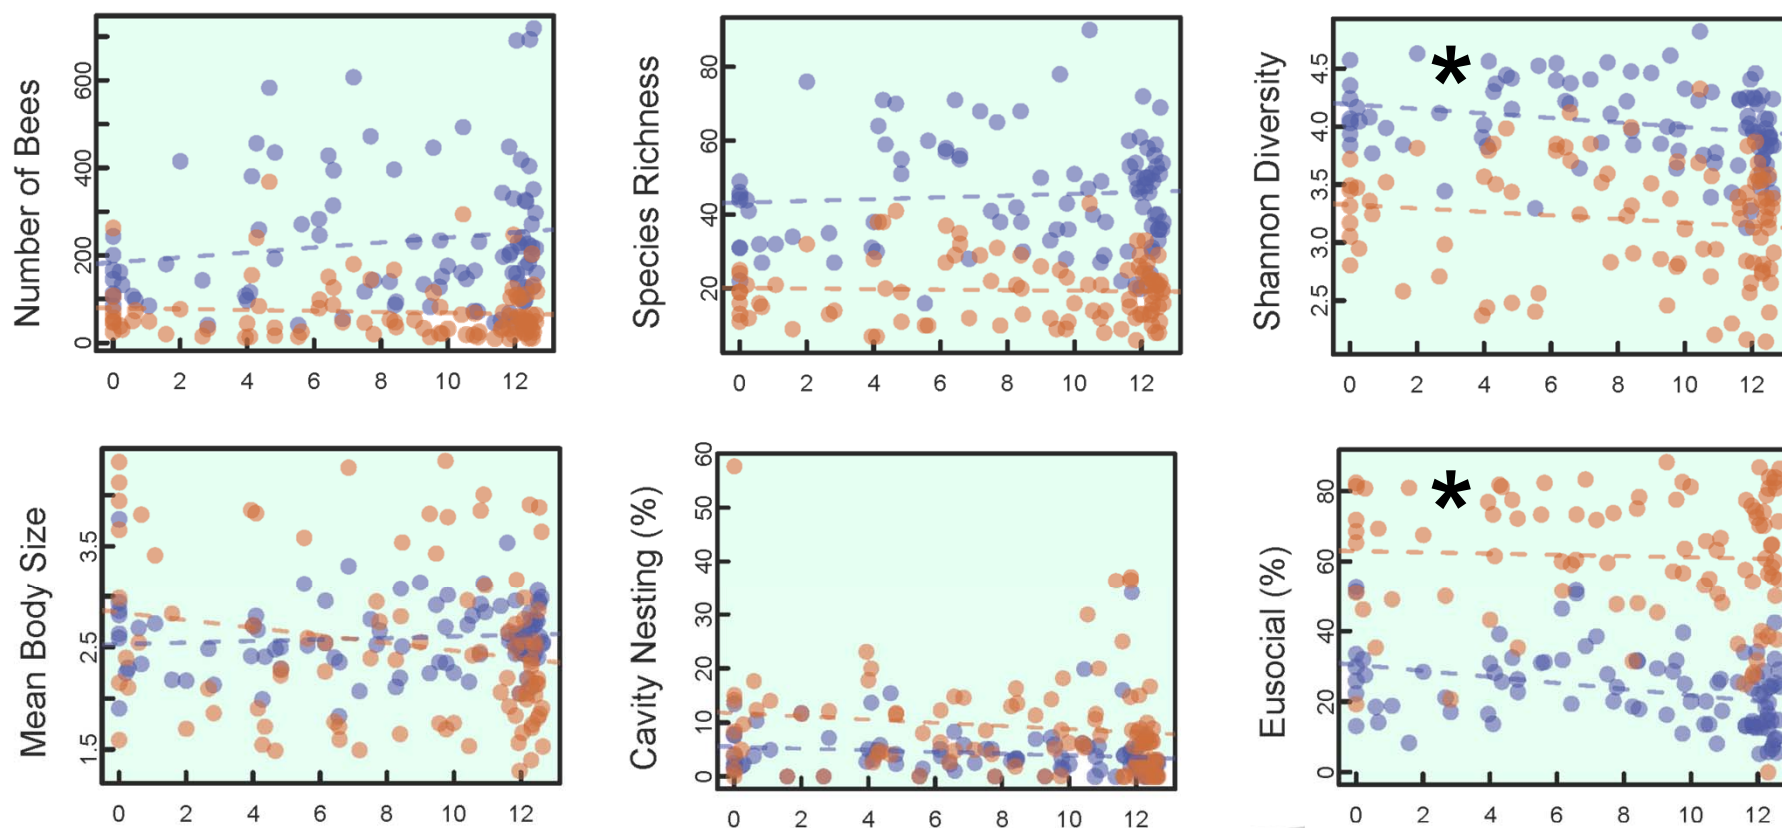 Number of Bees
600
400
200
0
0 2 4 6 8 10 12
Species Richness
80
60
40
20
0 2 4 6 8 10 12
Shannon Diversity
*
4.5
4.0
3.5
3.0
2.5
0 2 4 6 8 10 12
Mean Body Size
3.5
2.5
1.5
0 2 4 6 8 10 12
Cavity Nesting (%)
60
50
40
30
20
10
0
0 2 4 6 8 10 12
Eusocial (%)
*
80
60
40
20
0
0 2 4 6 8 10 12